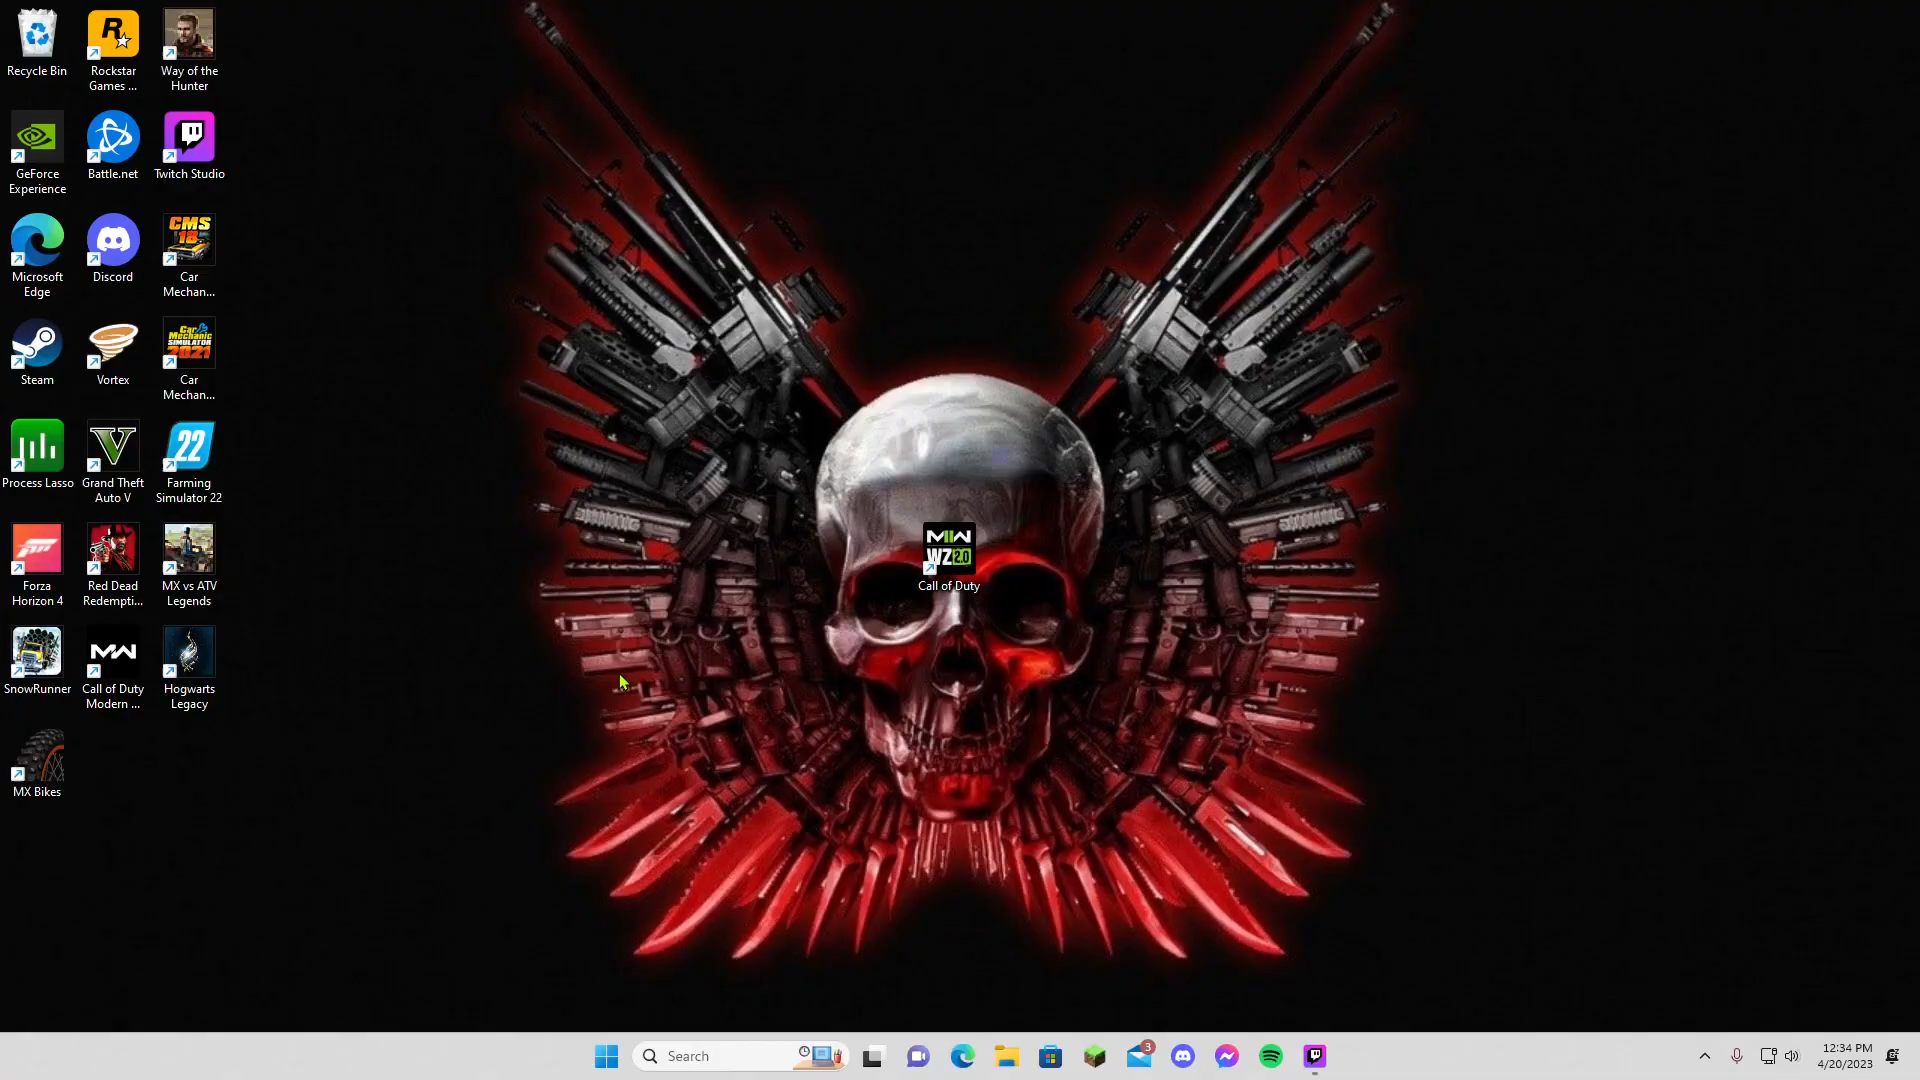 Recycle Bin
Rockstar
Games ...
Way of the
Hunter
GeForce
Experience
Battle.net
Twitch Studio
Microsoft
Edge
Discord
CMS
18
Car
Mechan...
Steam
Vortex
Car Mechanic
SIMULATOR
2021
Car
Mechan...
Process Lasso
V
Grand Theft
Auto V
22
Farming
Simulator 22
Forza
Horizon 4
Red Dead
Redempti...
MX vs ATV
Legends
MW
WZ 2.0
Call of Duty
SnowRunner
MW
Call of Duty
Modern ...
Hogwarts
Legacy
MX Bikes
Search
3
12:34 PM
4/20/2023